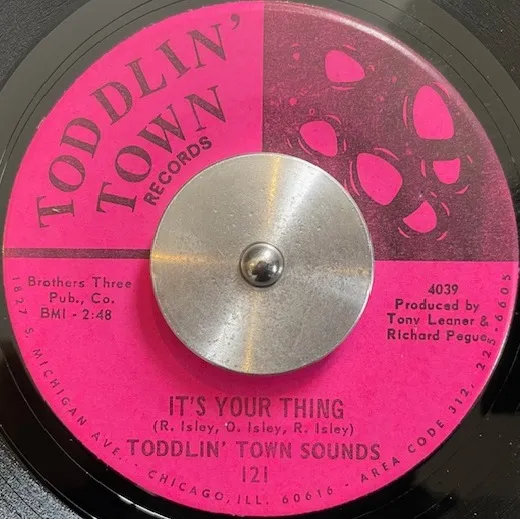 TODDLIN'
TOWN
RECORDS
Brothers Three
Pub., Co.
BMI - 2:48
4039
Produced by
Tony Leaner &
Richard Pegue
IT'S YOUR THING
(R. Isley, O. Isley, R. Isley)
TODDLIN' TOWN SOUNDS
121
1827 S. MICHIGAN AVE. . . CHICAGO, ILL. 60616 - AREA CODE 312, 225-6605